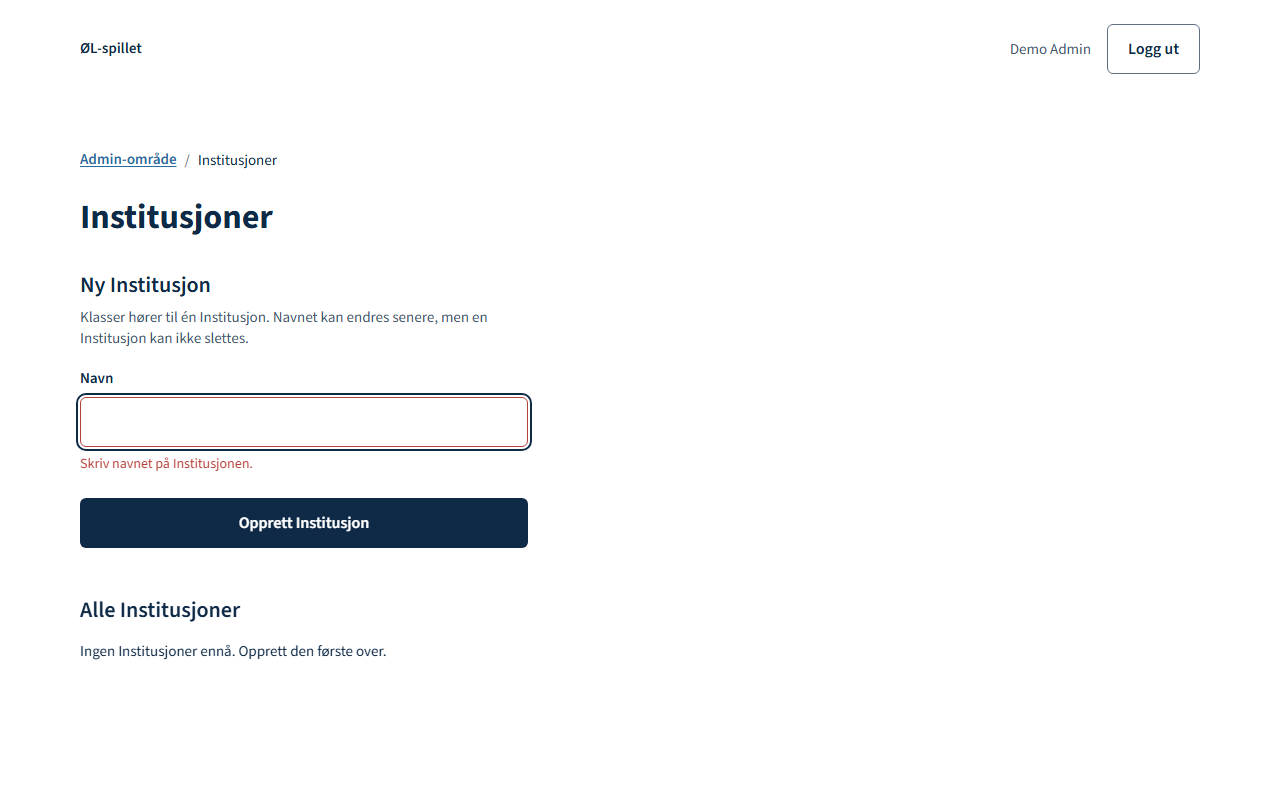 ØL-spillet
Demo Admin
Logg ut
Admin-område / Institusjoner
Institusjoner
Ny Institusjon
Klasser hører til én Institusjon. Navnet kan endres senere, men en
Institusjon kan ikke slettes.
Navn
Skriv navnet på Institusjonen.
Opprett Institusjon
Alle Institusjoner
Ingen Institusjoner ennå. Opprett den første over.